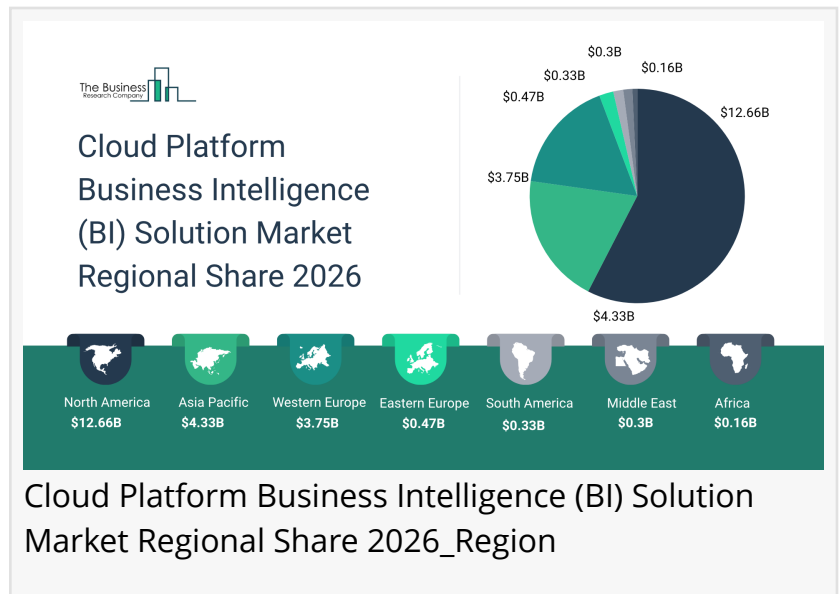 The Business
Research Company
Cloud Platform
Business Intelligence
(BI) Solution Market
Regional Share 2026
$0.3B
$0.16B
$0.33B
$0.47B
$12.66B
$3.75B
$4.33B
North America
$12.66B
Asia Pacific
$4.33B
Western Europe
$3.75B
Eastern Europe
$0.47B
South America
$0.33B
Middle East
$0.3B
Africa
$0.16B
Cloud Platform Business Intelligence (BI) Solution
Market Regional Share 2026_Region